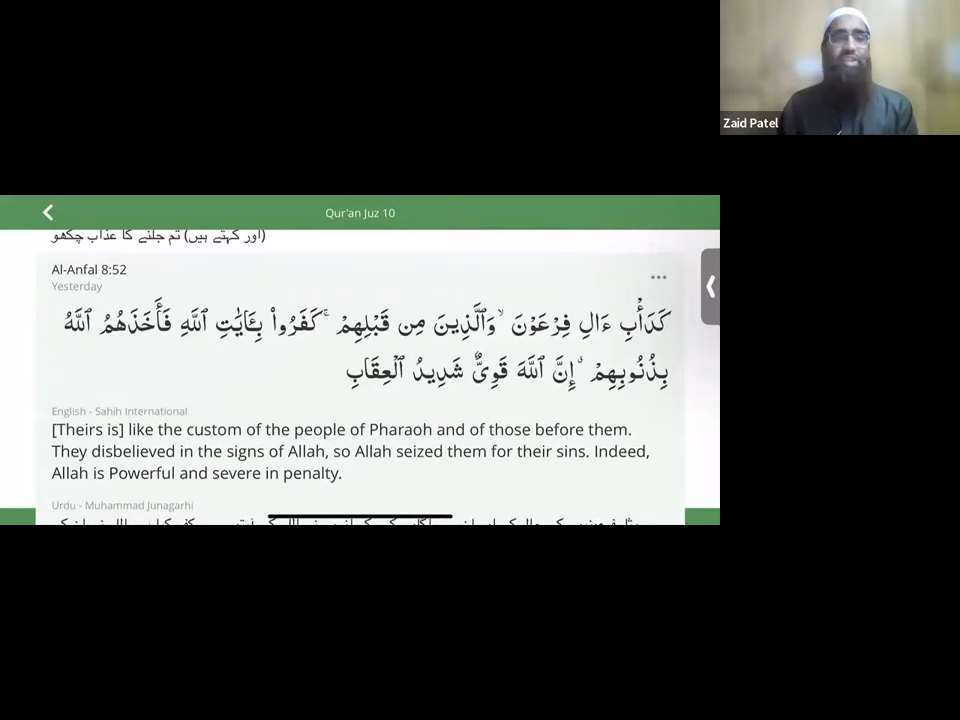 Zaid Patel
Qur'an Juz 10
(اور کہتے ہیں) تم جلنے کا عذاب چکھو
Al-Anfal 8:52
Yesterday
كَدَأْبِ ءَالِ فِرْعَوْنَ ۙ وَٱلَّذِينَ مِن قَبْلِهِمْ ۚ كَفَرُوا۟ بِـَٔايَٰتِ ٱللَّهِ فَأَخَذَهُمُ ٱللَّهُ
بِذُنُوبِهِمْ ۗ إِنَّ ٱللَّهَ قَوِىٌّ شَدِيدُ ٱلْعِقَابِ
English - Sahih International
[Theirs is] like the custom of the people of Pharaoh and of those before them.
They disbelieved in the signs of Allah, so Allah seized them for their sins. Indeed,
Allah is Powerful and severe in penalty.
Urdu - Muhammad Junagarhi